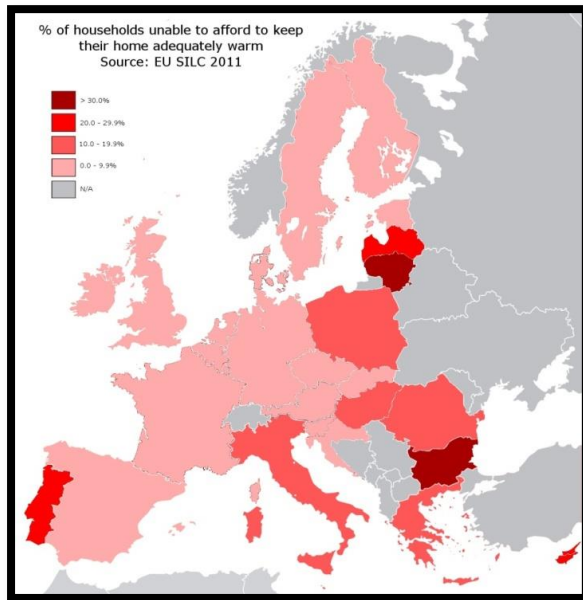 % of households unable to afford to keep
their home adequately warm
Source: EU SILC 2011
> 30.0%
20.0 - 29.9%
10.0 - 19.9%
0.0 - 9.9%
N/A